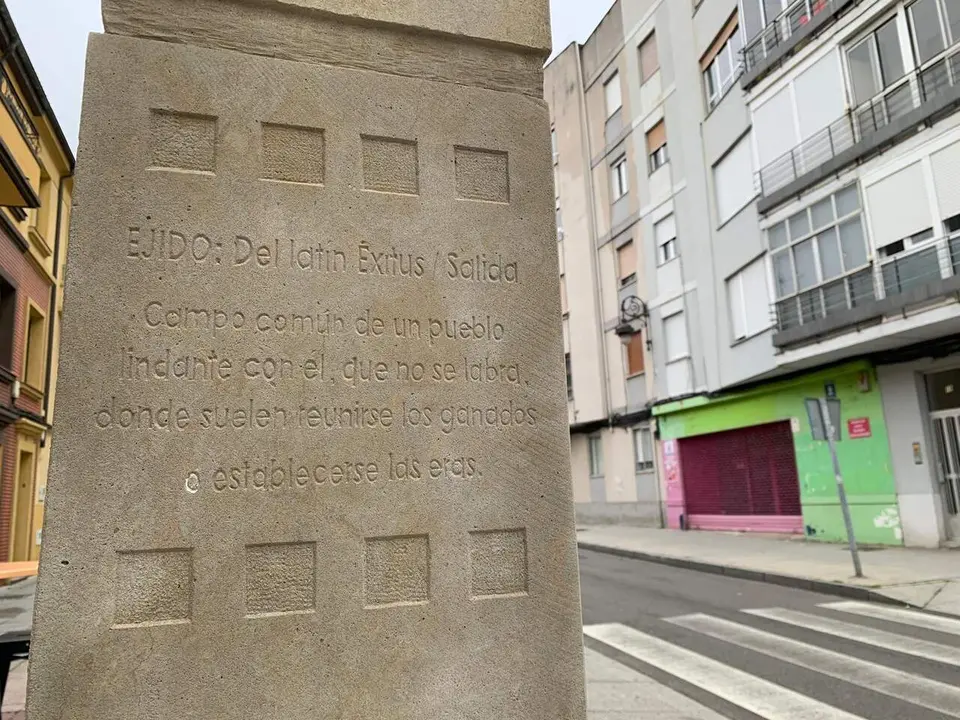 EJIDO: Del latín Éxitus / Salida
Campo común de un pueblo
lindante con él, que no se labra,
donde suelen reunirse los ganados
o establecerse las eras.